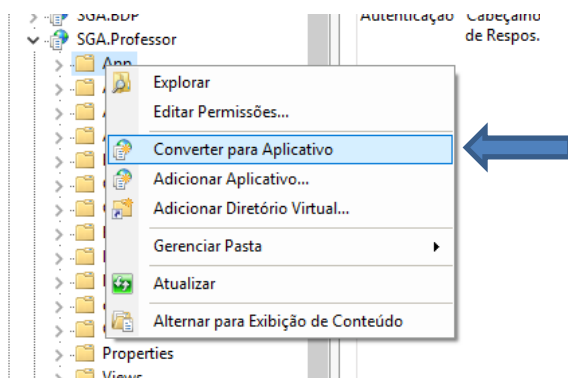 SGA.BDP
SGA.Professor
App
Autenticação
Cabeçalho
de Respos.
Explorar
Editar Permissões...
Converter para Aplicativo
Adicionar Aplicativo...
Adicionar Diretório Virtual...
Gerenciar Pasta
Atualizar
Alternar para Exibição de Conteúdo
Properties
Views